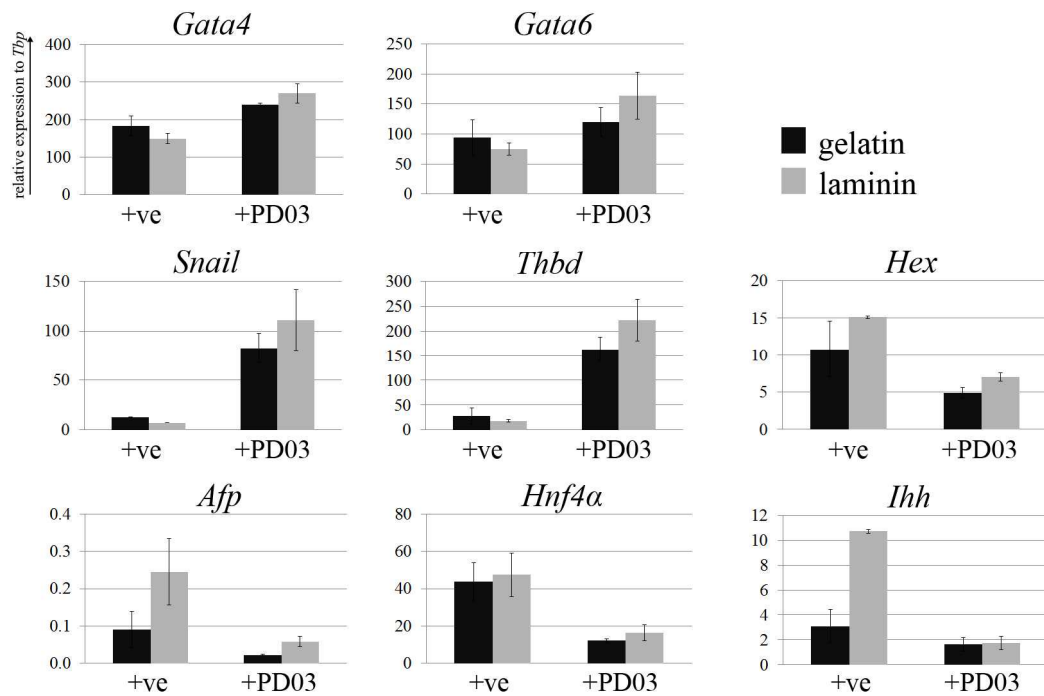 Gata4
relative expression to Tbp
400
300
200
100
0
+ve +PD03
Gata6
250
200
150
100
50
0
+ve +PD03
gelatin
laminin
Snail
150
100
50
0
+ve +PD03
Thbd
300
250
200
150
100
50
0
+ve +PD03
Hex
20
15
10
5
0
+ve +PD03
Afp
0.4
0.3
0.2
0.1
0.0
+ve +PD03
Hnf4α
80
60
40
20
0
+ve +PD03
Ihh
12
10
8
6
4
2
0
+ve +PD03